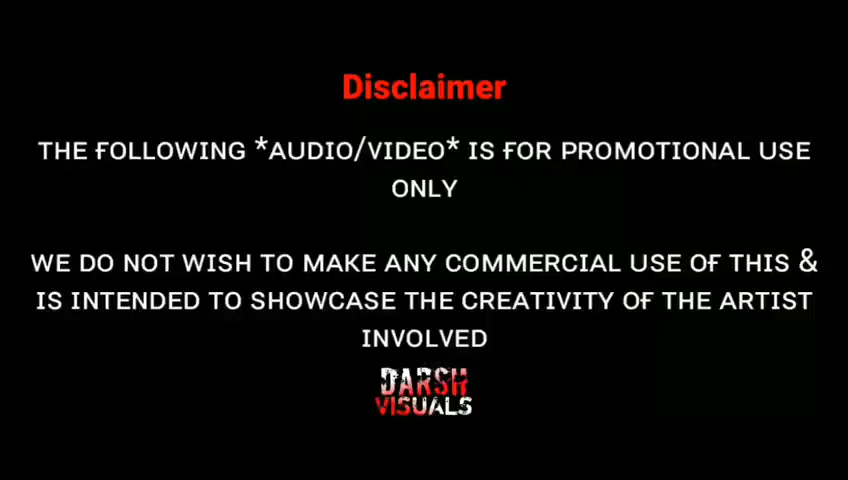 Disclaimer
THE FOLLOWING *AUDIO/VIDEO* IS FOR PROMOTIONAL USE
ONLY
WE DO NOT WISH TO MAKE ANY COMMERCIAL USE OF THIS &
IS INTENDED TO SHOWCASE THE CREATIVITY OF THE ARTIST
INVOLVED
DARSH
VISUALS